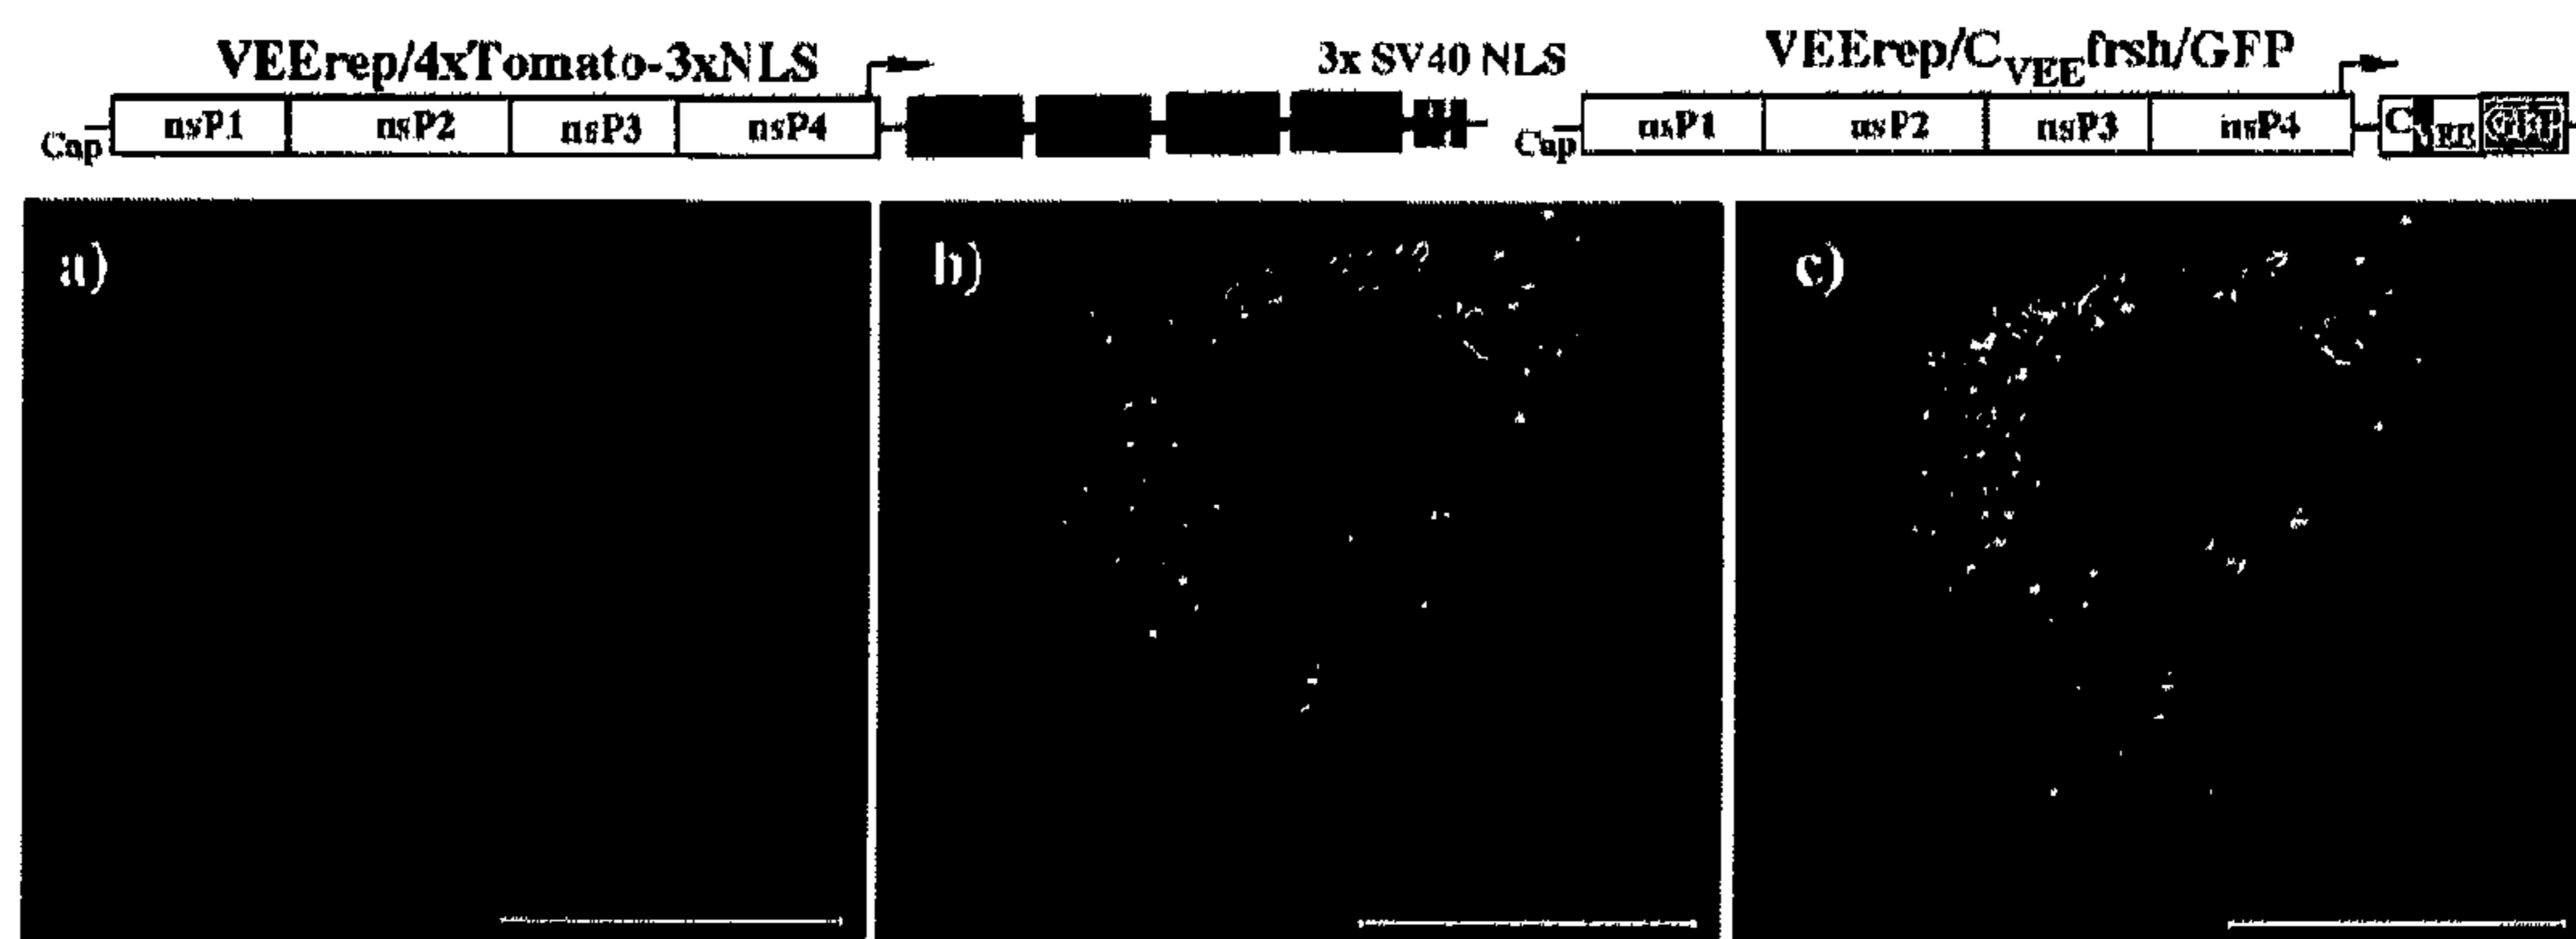 VEErep/4xTomato-3xNLS
3x SV40 NLS
VEErep/CVEEfrsh/GFP
Cap nsP1 nsP2 nsP3 nsP4
Cap nsP1 nsP2 nsP3 nsP4 C GFP
a) b) c)